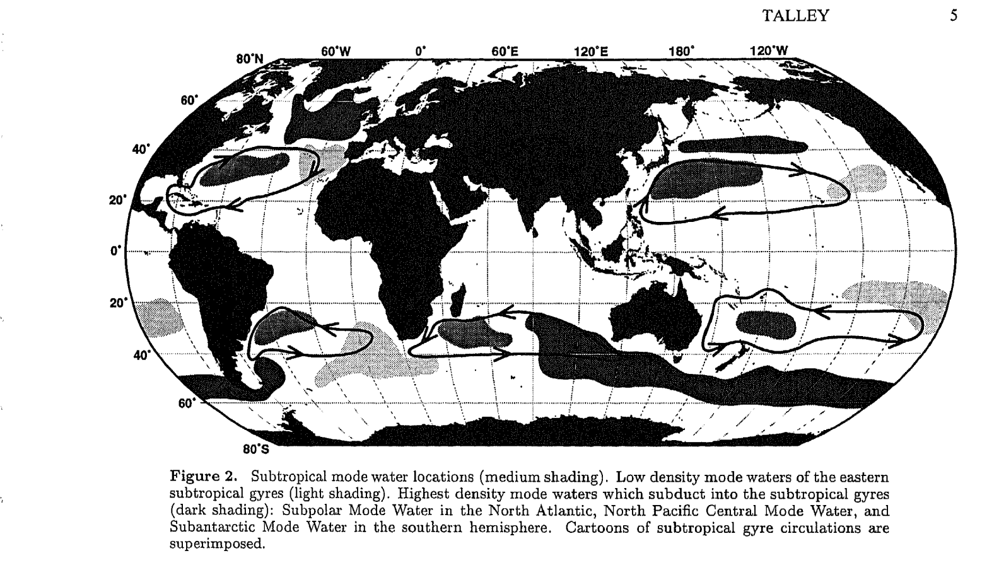 TALLEY 5
60°W 0° 60°E 120°E 180° 120°W
80°N
60°
40°
20°
0°
20°
40°
60°
80°S
Figure 2. Subtropical mode water locations (medium shading). Low density mode waters of the eastern
subtropical gyres (light shading). Highest density mode waters which subduct into the subtropical gyres
(dark shading): Subpolar Mode Water in the North Atlantic, North Pacific Central Mode Water, and
Subantarctic Mode Water in the southern hemisphere. Cartoons of subtropical gyre circulations are
superimposed.